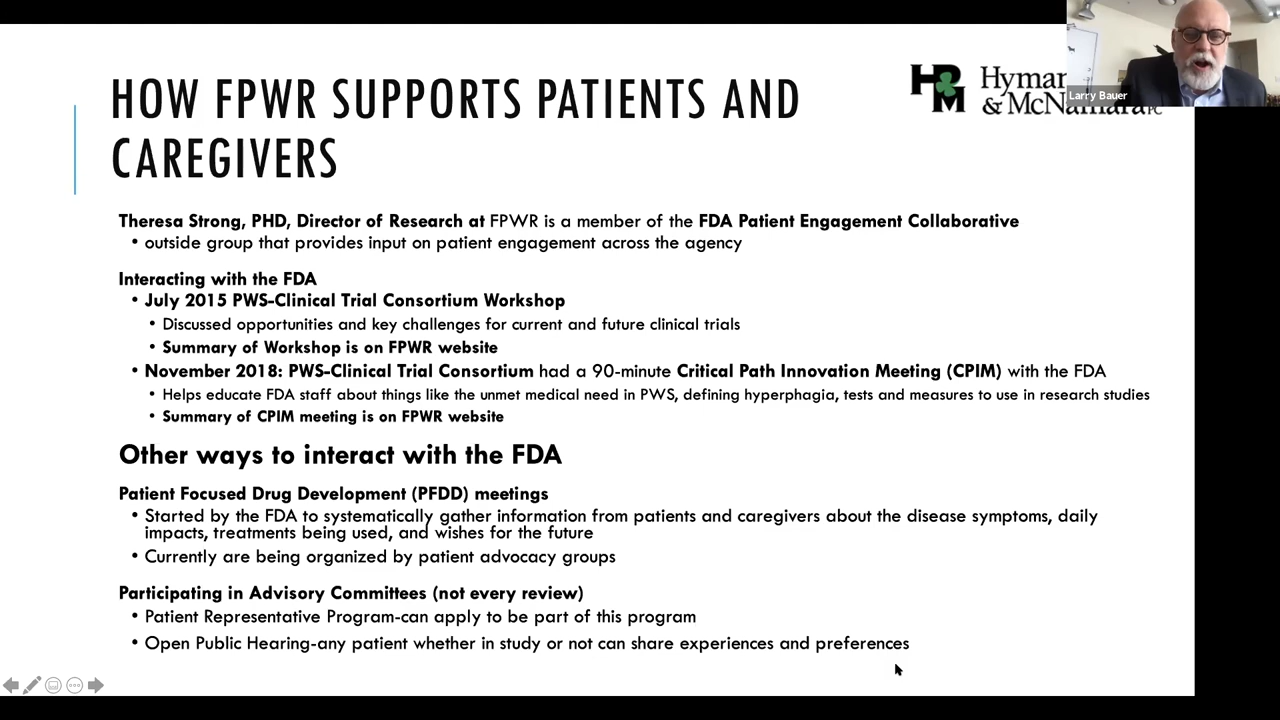 HOW FPWR SUPPORTS PATIENTS AND
CAREGIVERS
HPM
& McNamara PC
Larry Bauer
Theresa Strong, PHD, Director of Research at FPWR is a member of the FDA Patient Engagement Collaborative
• outside group that provides input on patient engagement across the agency
Interacting with the FDA
• July 2015 PWS-Clinical Trial Consortium Workshop
• Discussed opportunities and key challenges for current and future clinical trials
• Summary of Workshop is on FPWR website
• November 2018: PWS-Clinical Trial Consortium had a 90-minute Critical Path Innovation Meeting (CPIM) with the FDA
• Helps educate FDA staff about things like the unmet medical need in PWS, defining hyperphagia, tests and measures to use in research studies
• Summary of CPIM meeting is on FPWR website
Other ways to interact with the FDA
Patient Focused Drug Development (PFDD) meetings
• Started by the FDA to systematically gather information from patients and caregivers about the disease symptoms, daily
impacts, treatments being used, and wishes for the future
• Currently are being organized by patient advocacy groups
Participating in Advisory Committees (not every review)
• Patient Representative Program-can apply to be part of this program
• Open Public Hearing-any patient whether in study or not can share experiences and preferences